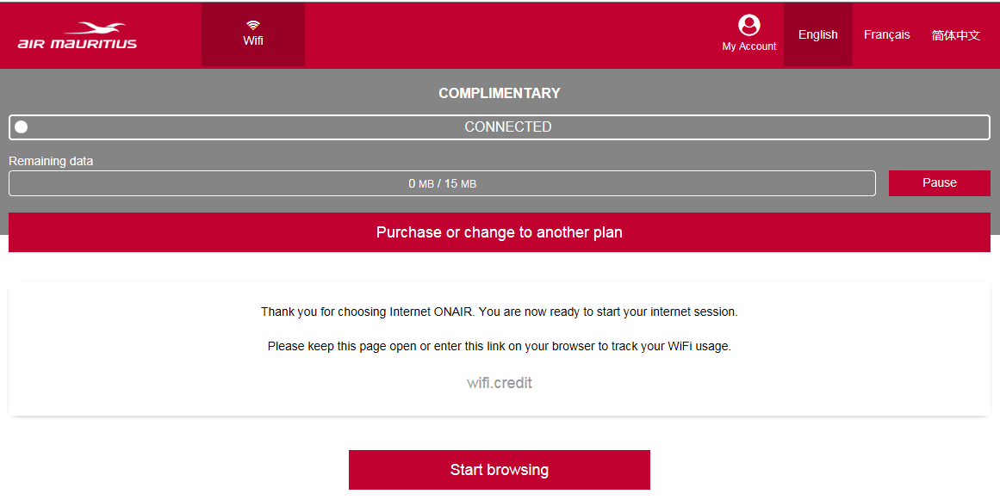 air mauritius
Wifi
My Account
English
Français
简体中文
COMPLIMENTARY
CONNECTED
Remaining data
0 MB / 15 MB
Pause
Purchase or change to another plan
Thank you for choosing Internet ONAIR. You are now ready to start your internet session.
Please keep this page open or enter this link on your browser to track your WiFi usage.
wifi.credit
Start browsing